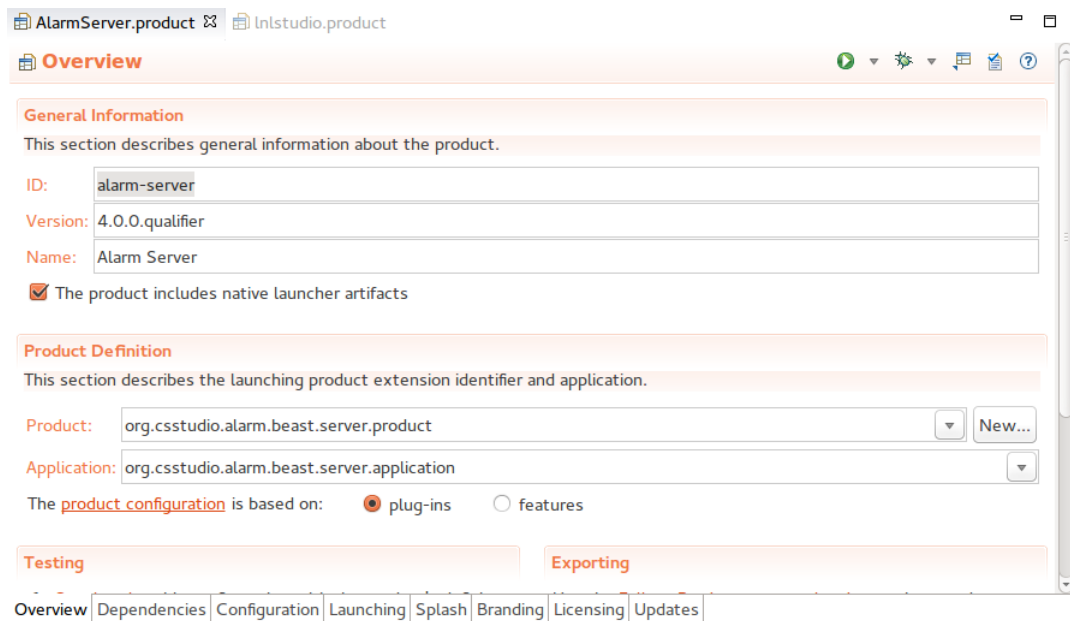 AlarmServer.product lnlstudio.product
Overview
General Information
This section describes general information about the product.
ID: alarm-server
Version: 4.0.0.qualifier
Name: Alarm Server
The product includes native launcher artifacts
Product Definition
This section describes the launching product extension identifier and application.
Product: org.csstudio.alarm.beast.server.product New...
Application: org.csstudio.alarm.beast.server.application
The product configuration is based on: plug-ins features
Testing Exporting
Overview Dependencies Configuration Launching Splash Branding Licensing Updates